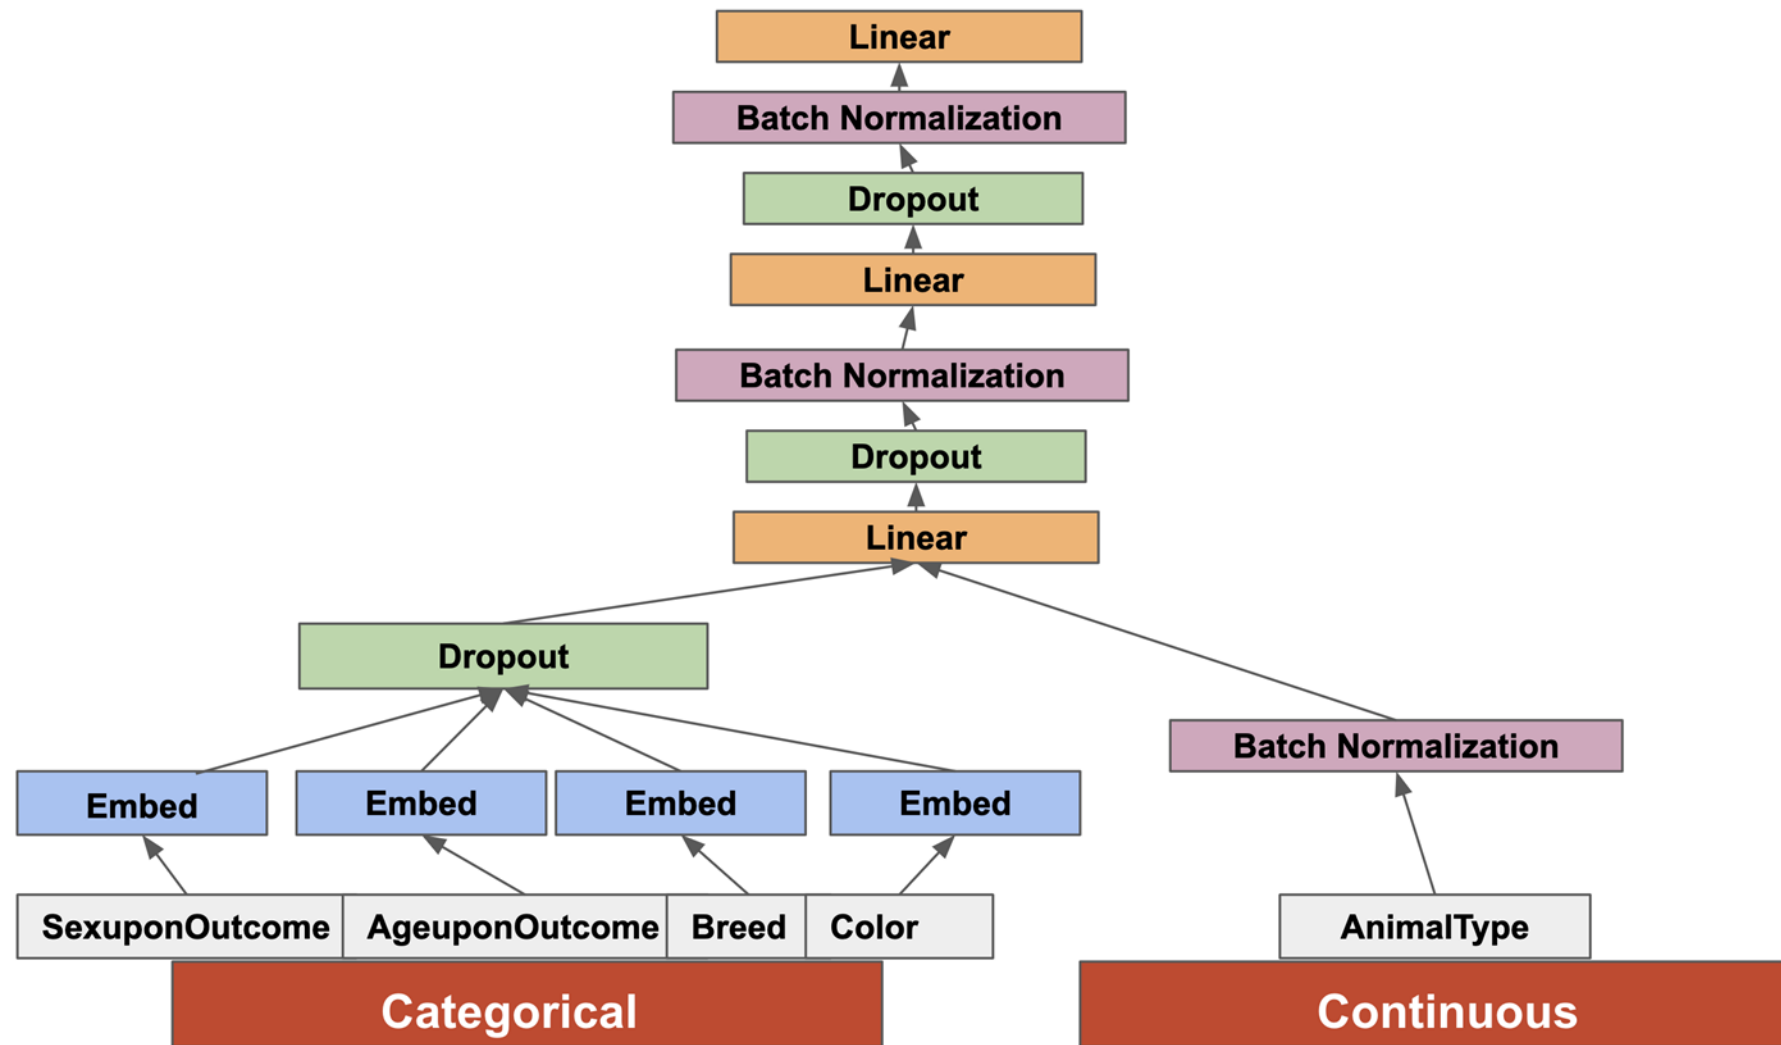 Linear
Batch Normalization
Dropout
Linear
Batch Normalization
Dropout
Linear
Dropout
Batch Normalization
Embed
Embed
Embed
Embed
SexuponOutcome
AgeuponOutcome
Breed
Color
AnimalType
Categorical
Continuous